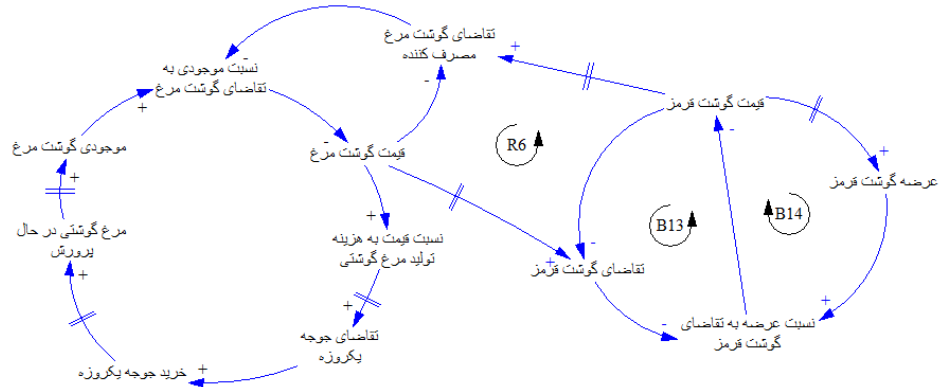 تقاضای گوشت مرغ
مصرف کننده
+
-
نسبت موجودی به
تقاضای گوشت مرغ
-
+
قیمت گوشت قرمز
+
-
موجودی گوشت مرغ
-
قیمت گوشت مرغ
R6
+
عرضه گوشت قرمز
+
مرغ گوشتی در حال
پرورش
+
نسبت قیمت به هزینه
تولید مرغ گوشتی
B13
B14
-
+
تقاضای گوشت قرمز
+
+
+
-
نسبت عرضه به تقاضای
گوشت قرمز
تقاضای جوجه
یکروزه
+
خرید جوجه یکروزه